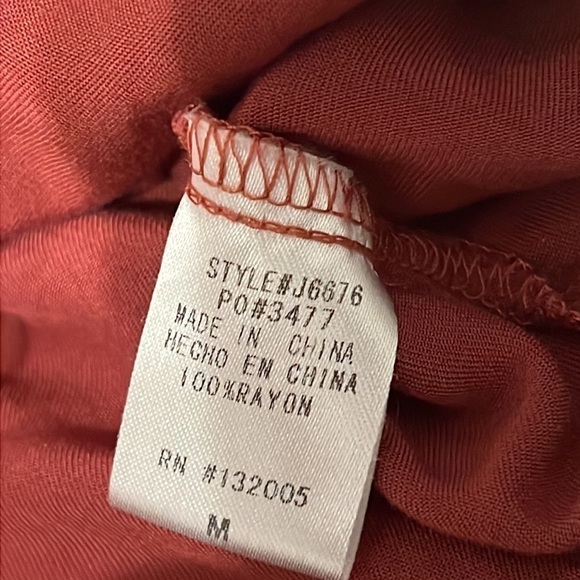 STYLE#J6676
PO#3477
MADE IN CHINA
HECHO EN CHINA
100%RAYON
RN #132005
M